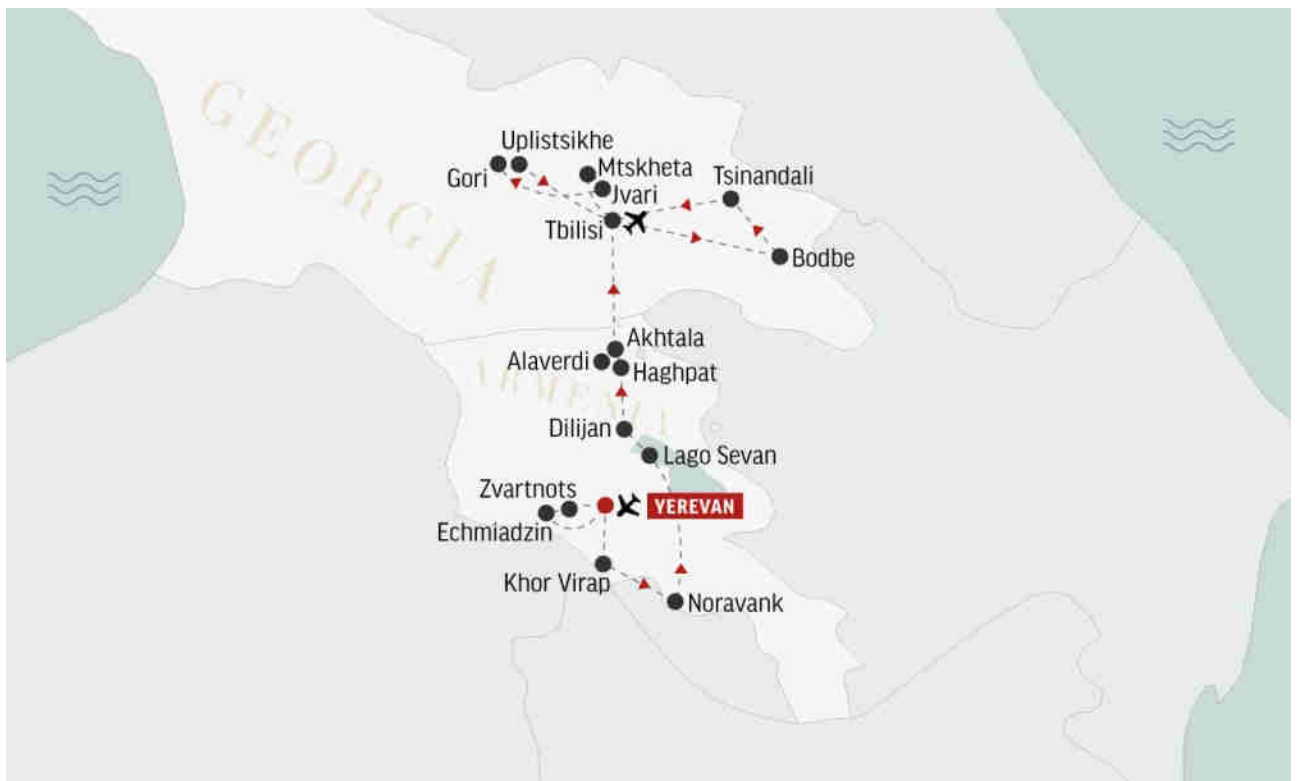 GEORGIA
Uplistsikhe
Mtskheta
Gori
Jvari
Tsinandali
Tbilisi
Bodbe
Akhtala
Alaverdi
Haghpat
ARMENIA
Dilijan
Lago Sevan
Zvartnots
YEREVAN
Echmiadzin
Khor Virap
Noravank